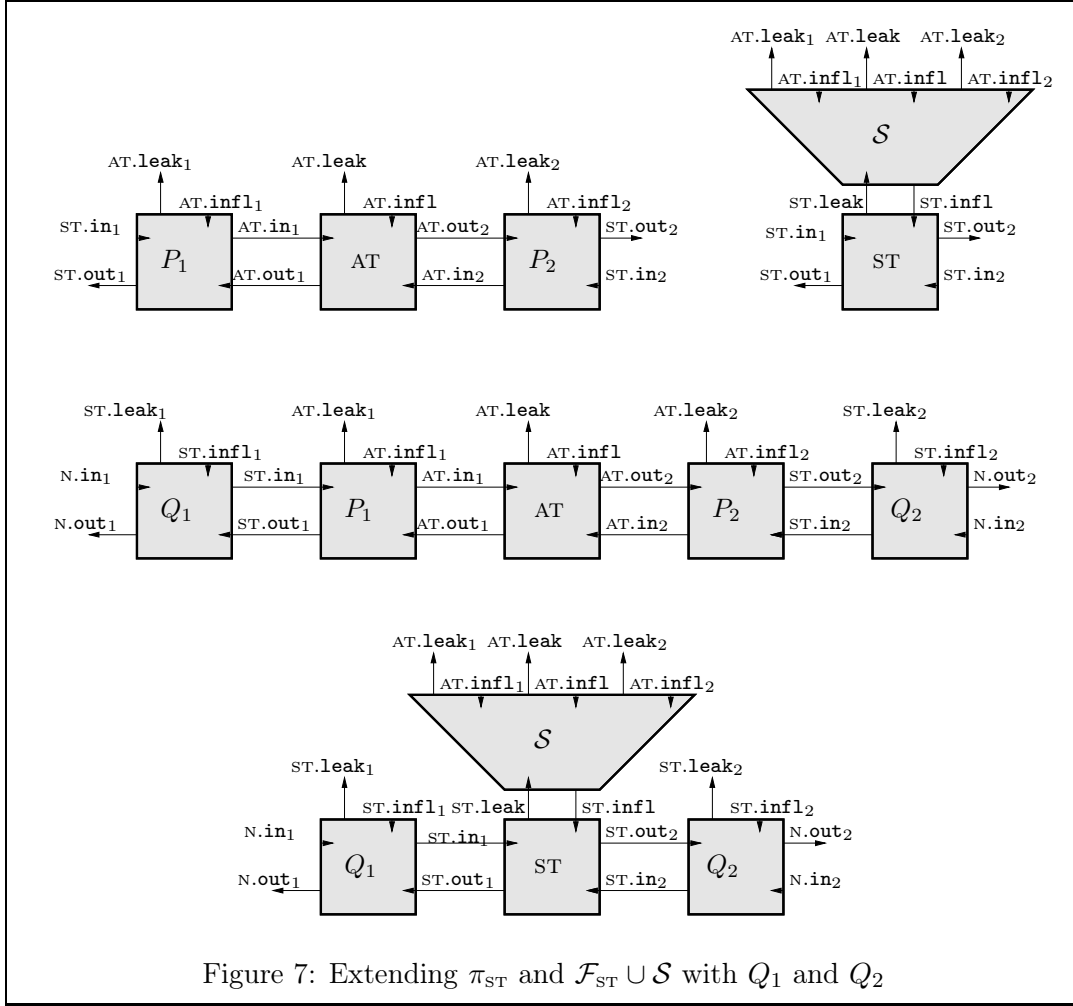 AT.leak₁ AT.leak AT.leak₂
AT.infl₁ AT.infl AT.infl₂
S
AT.leak₁ AT.leak AT.leak₂
ST.leak ST.infl
AT.infl₁ AT.infl AT.infl₂
ST.in₁ AT.in₁ AT.out₂ ST.out₂ ST.in₁ ST.out₂
P₁ AT P₂ ST
ST.out₁ AT.out₁ AT.in₂ ST.in₂ ST.out₁ ST.in₂
ST.leak₁ AT.leak₁ AT.leak AT.leak₂ ST.leak₂
ST.infl₁ AT.infl₁ AT.infl AT.infl₂ ST.infl₂
N.in₁ ST.in₁ AT.in₁ AT.out₂ ST.out₂ N.out₂
Q₁ P₁ AT P₂ Q₂
N.out₁ ST.out₁ AT.out₁ AT.in₂ ST.in₂ N.in₂
AT.leak₁ AT.leak AT.leak₂
AT.infl₁ AT.infl AT.infl₂
S
ST.leak₁ ST.leak₂
ST.infl₁ ST.leak ST.infl ST.infl₂
N.in₁ ST.in₁ ST.out₂ N.out₂
Q₁ ST Q₂
N.out₁ ST.out₁ ST.in₂ N.in₂
Figure 7: Extending π_ST and F_ST ∪ S with Q₁ and Q₂